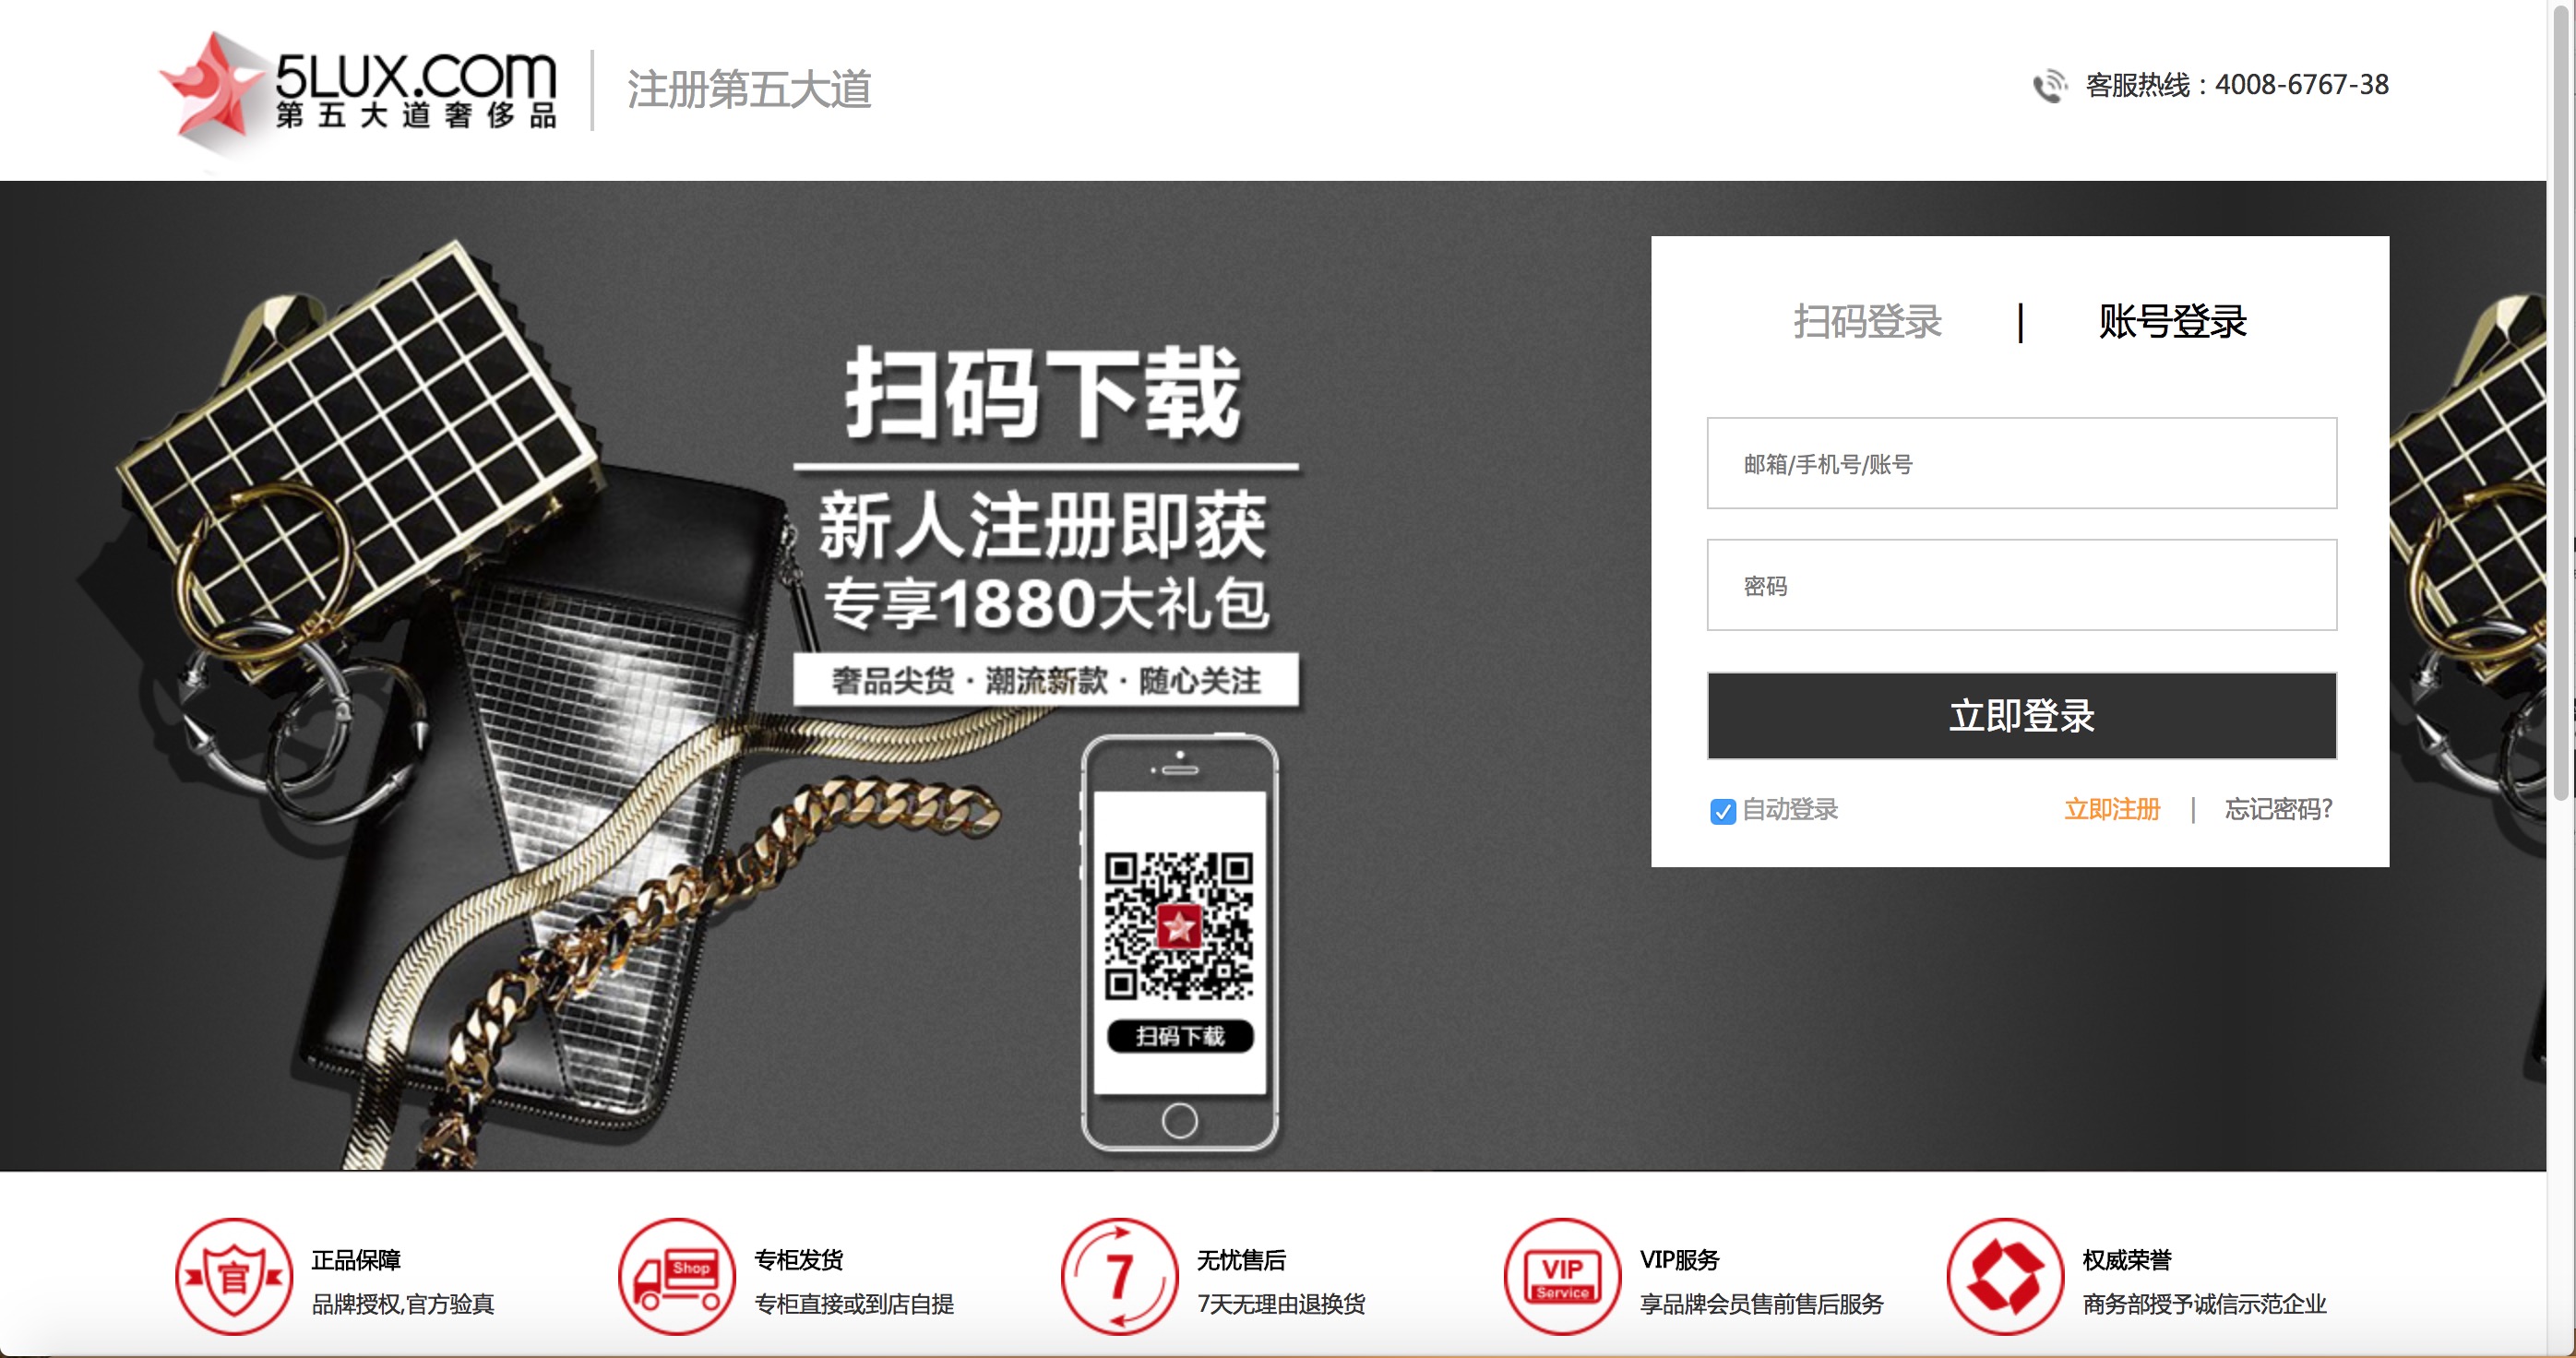 5LUX.COM
第五大道奢侈品
注册第五大道
客服热线：4008-6767-38
扫码下载
新人注册即获
专享1880大礼包
奢品尖货·潮流新款·随心关注
扫码下载
扫码登录 | 账号登录
邮箱/手机号/账号
密码
立即登录
自动登录
立即注册 | 忘记密码?
官
正品保障
品牌授权,官方验真
Shop
专柜发货
专柜直接或到店自提
7
无忧售后
7天无理由退换货
VIP
Service
VIP服务
享品牌会员售前售后服务
权威荣誉
商务部授予诚信示范企业